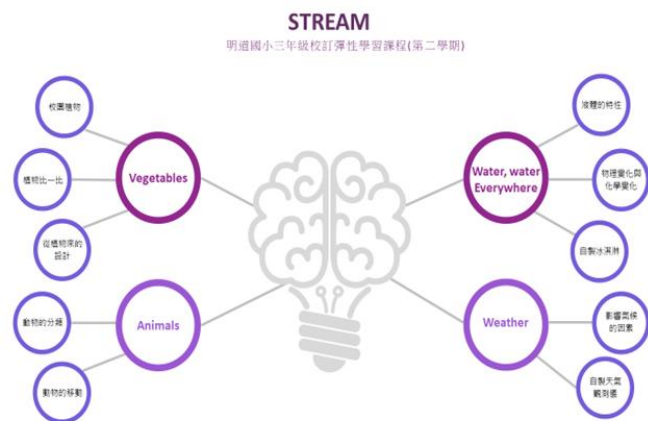 STREAM
明道國小三年級校訂彈性學習課程(第二學期)
校園植物
植物比一比
從植物來的
設計
Vegetables
動物的分類
動物的移動
Animals
Water, water
Everywhere
液體的特性
物理變化與
化學變化
自製冰淇淋
Weather
影響氣候
的因素
自製天氣
觀測儀